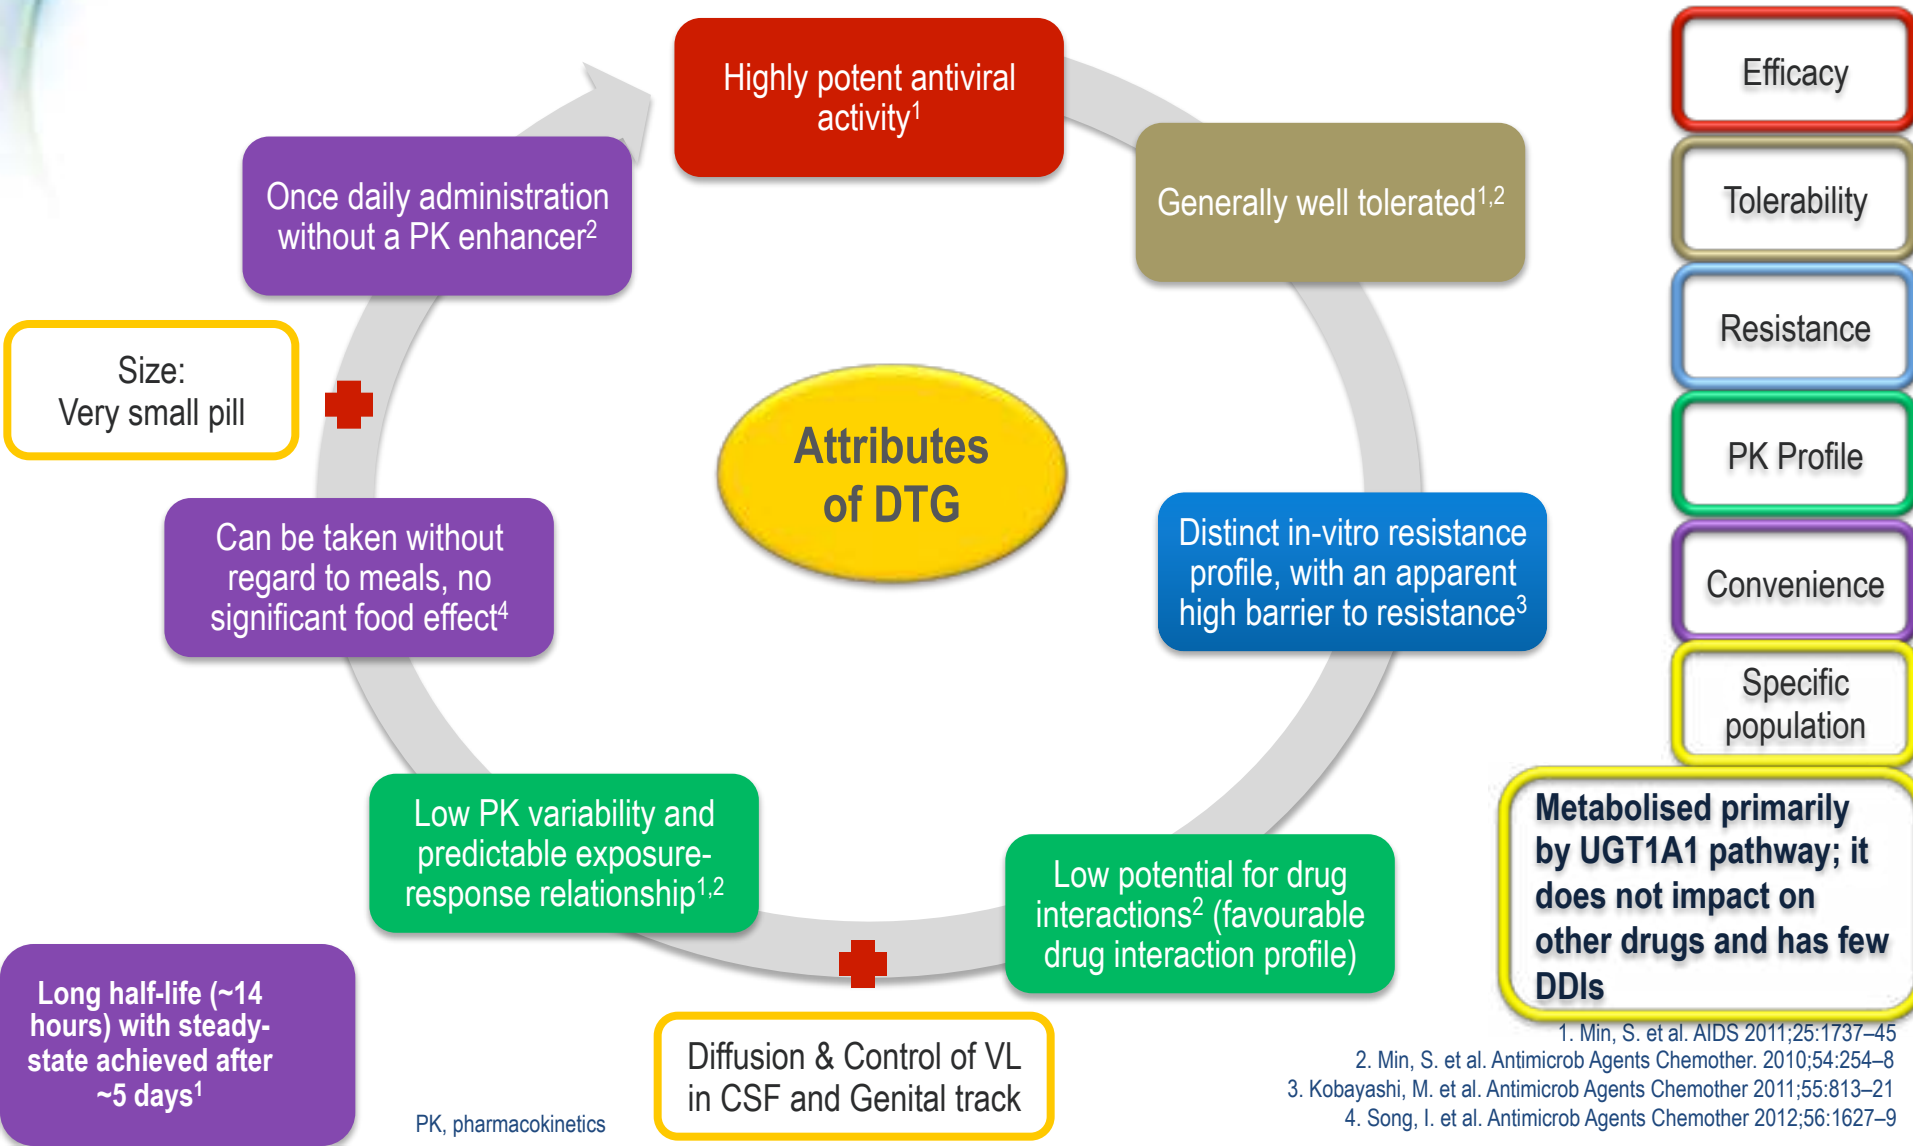 Highly potent antiviral
activity1
Generally well tolerated1,2
Distinct in-vitro resistance
profile, with an apparent
high barrier to resistance3
Low potential for drug
interactions2 (favourable
drug interaction profile)
Diffusion & Control of VL
in CSF and Genital track
Low PK variability and
predictable exposure-
response relationship1,2
Can be taken without
regard to meals, no
significant food effect4
Size:
Very small pill
Once daily administration
without a PK enhancer2
Attributes
of DTG
Long half-life (~14
hours) with steady-
state achieved after
~5 days1
PK, pharmacokinetics
Efficacy
Tolerability
Resistance
PK Profile
Convenience
Specific
population
Metabolised primarily
by UGT1A1 pathway; it
does not impact on
other drugs and has few
DDIs
1. Min, S. et al. AIDS 2011;25:1737–45
2. Min, S. et al. Antimicrob Agents Chemother. 2010;54:254–8
3. Kobayashi, M. et al. Antimicrob Agents Chemother 2011;55:813–21
4. Song, I. et al. Antimicrob Agents Chemother 2012;56:1627–9